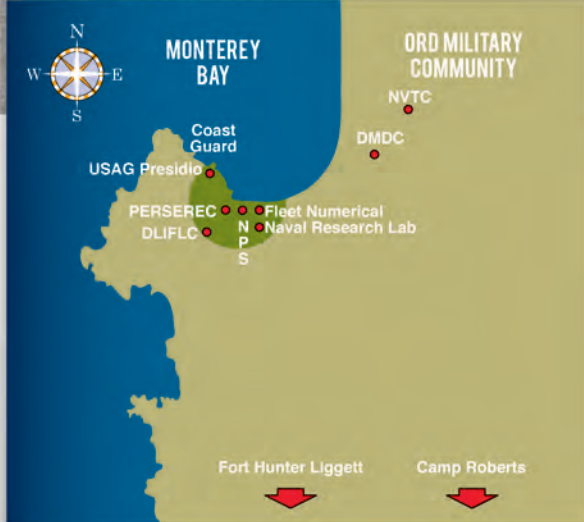 N
W
E
S
MONTEREY
BAY
ORD MILITARY
COMMUNITY
NVTC
DMDC
Coast
Guard
USAG Presidio
PERSEREC
Fleet Numerical
DLIFLC
Naval Research Lab
N
P
S
Fort Hunter Liggett
Camp Roberts